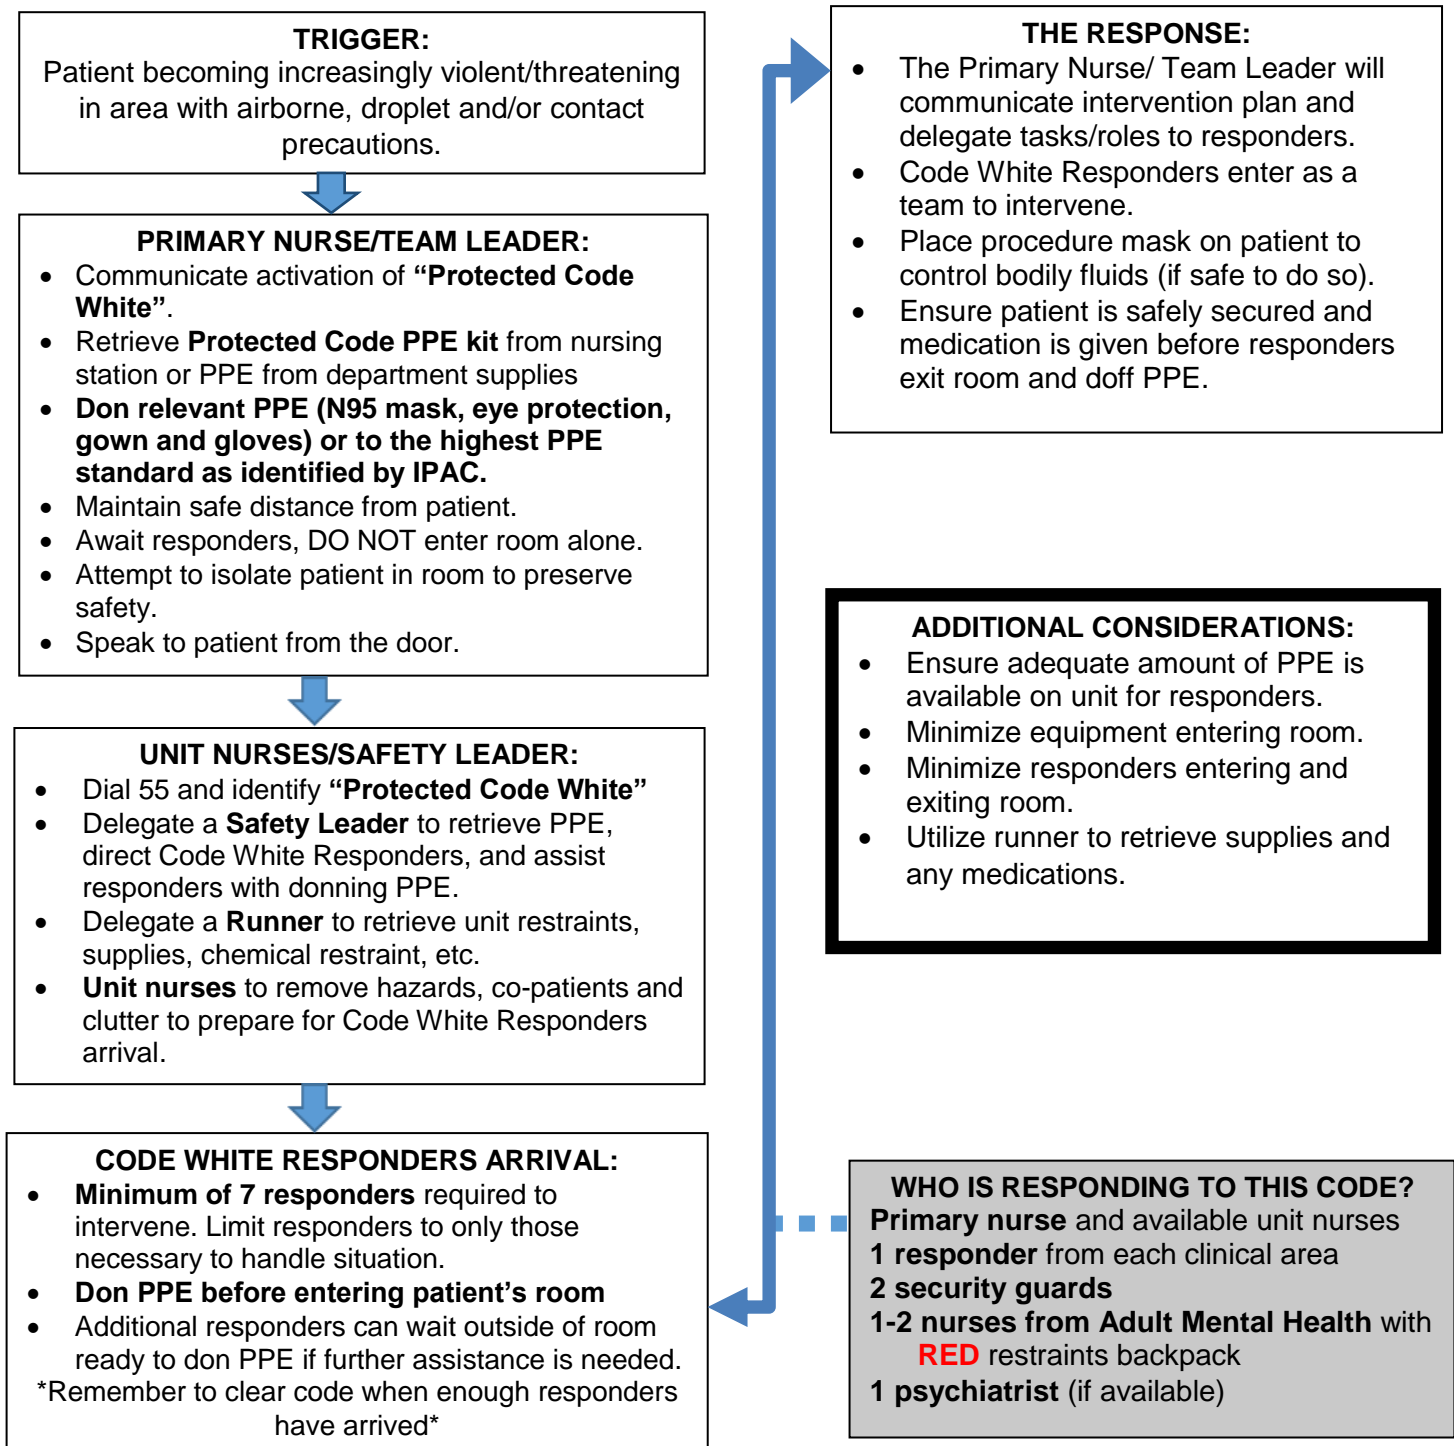 TRIGGER:
Patient becoming increasingly violent/threatening
in area with airborne, droplet and/or contact
precautions.
PRIMARY NURSE/TEAM LEADER:
• Communicate activation of “Protected Code
White”.
• Retrieve Protected Code PPE kit from nursing
station or PPE from department supplies
• Don relevant PPE (N95 mask, eye protection,
gown and gloves) or to the highest PPE
standard as identified by IPAC.
• Maintain safe distance from patient.
• Await responders, DO NOT enter room alone.
• Attempt to isolate patient in room to preserve
safety.
• Speak to patient from the door.
UNIT NURSES/SAFETY LEADER:
• Dial 55 and identify “Protected Code White”
• Delegate a Safety Leader to retrieve PPE,
direct Code White Responders, and assist
responders with donning PPE.
• Delegate a Runner to retrieve unit restraints,
supplies, chemical restraint, etc.
• Unit nurses to remove hazards, co-patients and
clutter to prepare for Code White Responders
arrival.
CODE WHITE RESPONDERS ARRIVAL:
• Minimum of 7 responders required to
intervene. Limit responders to only those
necessary to handle situation.
• Don PPE before entering patient’s room
• Additional responders can wait outside of room
ready to don PPE if further assistance is needed.
*Remember to clear code when enough responders
have arrived*
THE RESPONSE:
• The Primary Nurse/ Team Leader will
communicate intervention plan and
delegate tasks/roles to responders.
• Code White Responders enter as a
team to intervene.
• Place procedure mask on patient to
control bodily fluids (if safe to do so).
• Ensure patient is safely secured and
medication is given before responders
exit room and doff PPE.
ADDITIONAL CONSIDERATIONS:
• Ensure adequate amount of PPE is
available on unit for responders.
• Minimize equipment entering room.
• Minimize responders entering and
exiting room.
• Utilize runner to retrieve supplies and
any medications.
WHO IS RESPONDING TO THIS CODE?
Primary nurse and available unit nurses
1 responder from each clinical area
2 security guards
1-2 nurses from Adult Mental Health with
RED restraints backpack
1 psychiatrist (if available)